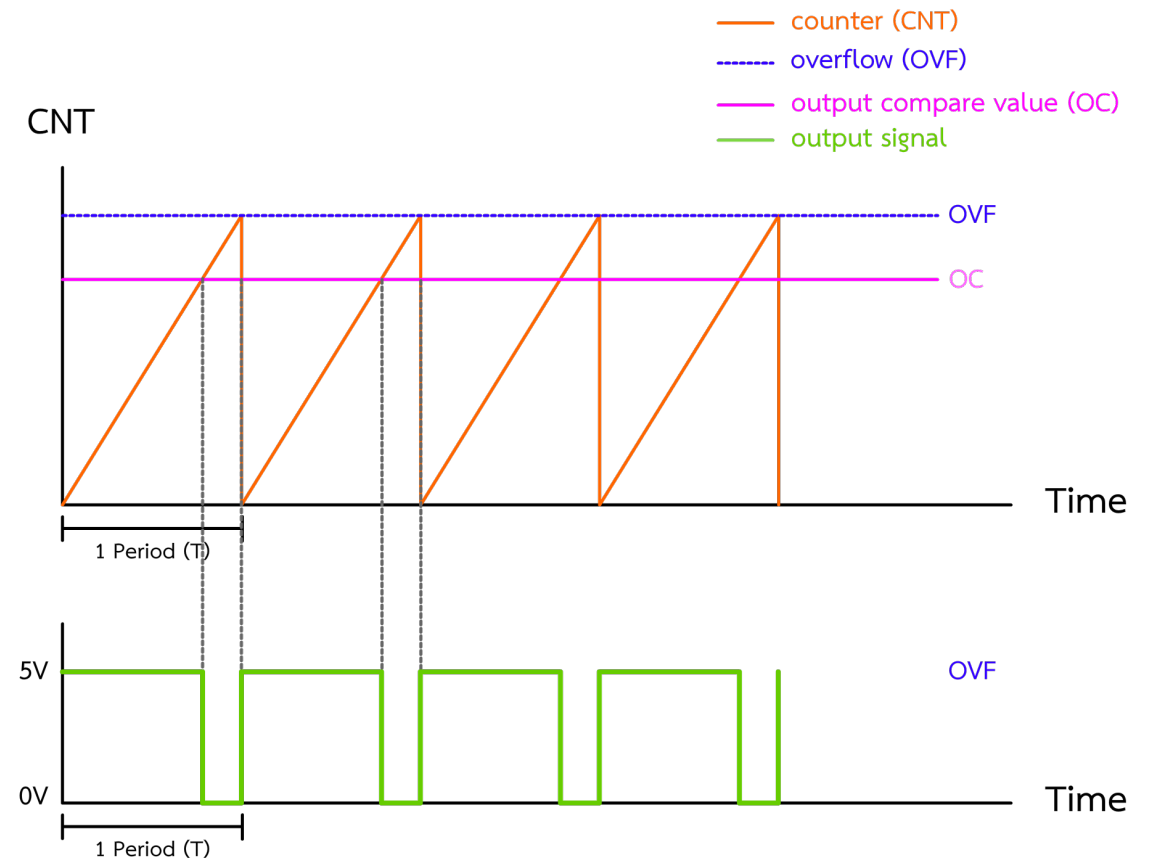 counter (CNT)
overflow (OVF)
output compare value (OC)
output signal
CNT
OVF
OC
Time
1 Period (T)
5V
OVF
0V
Time
1 Period (T)